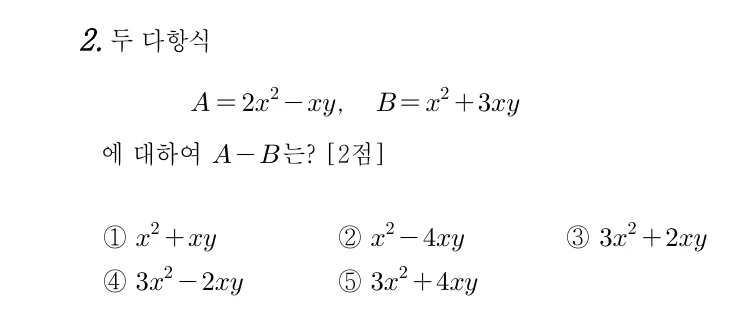 2. 두 다항식
A = 2x² − xy, B = x² + 3xy
에 대하여 A − B는? [2점]
① x² + xy ② x² − 4xy ③ 3x² + 2xy
④ 3x² − 2xy ⑤ 3x² + 4xy